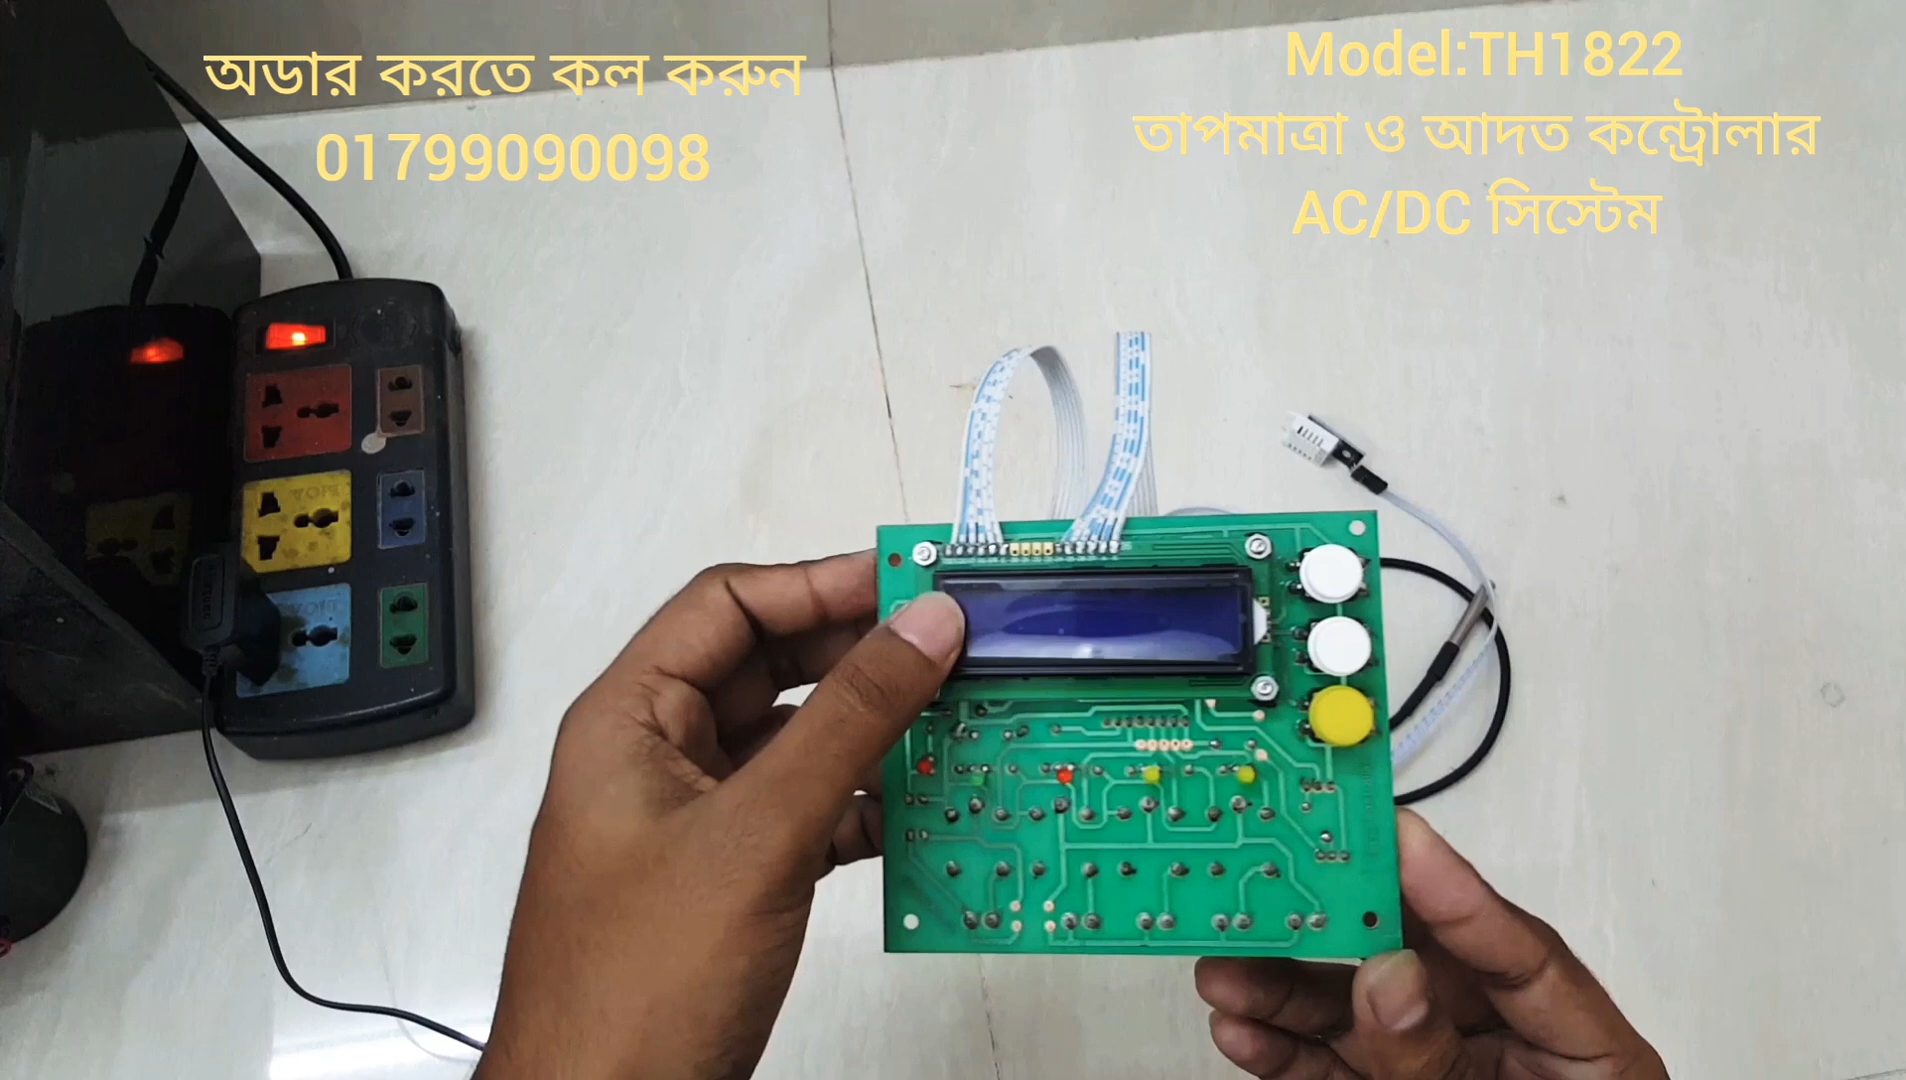 অডার করতে কল করুন
01799090098
Model:TH1822
তাপমাত্রা ও আদত কন্ট্রোলার
AC/DC সিস্টেম